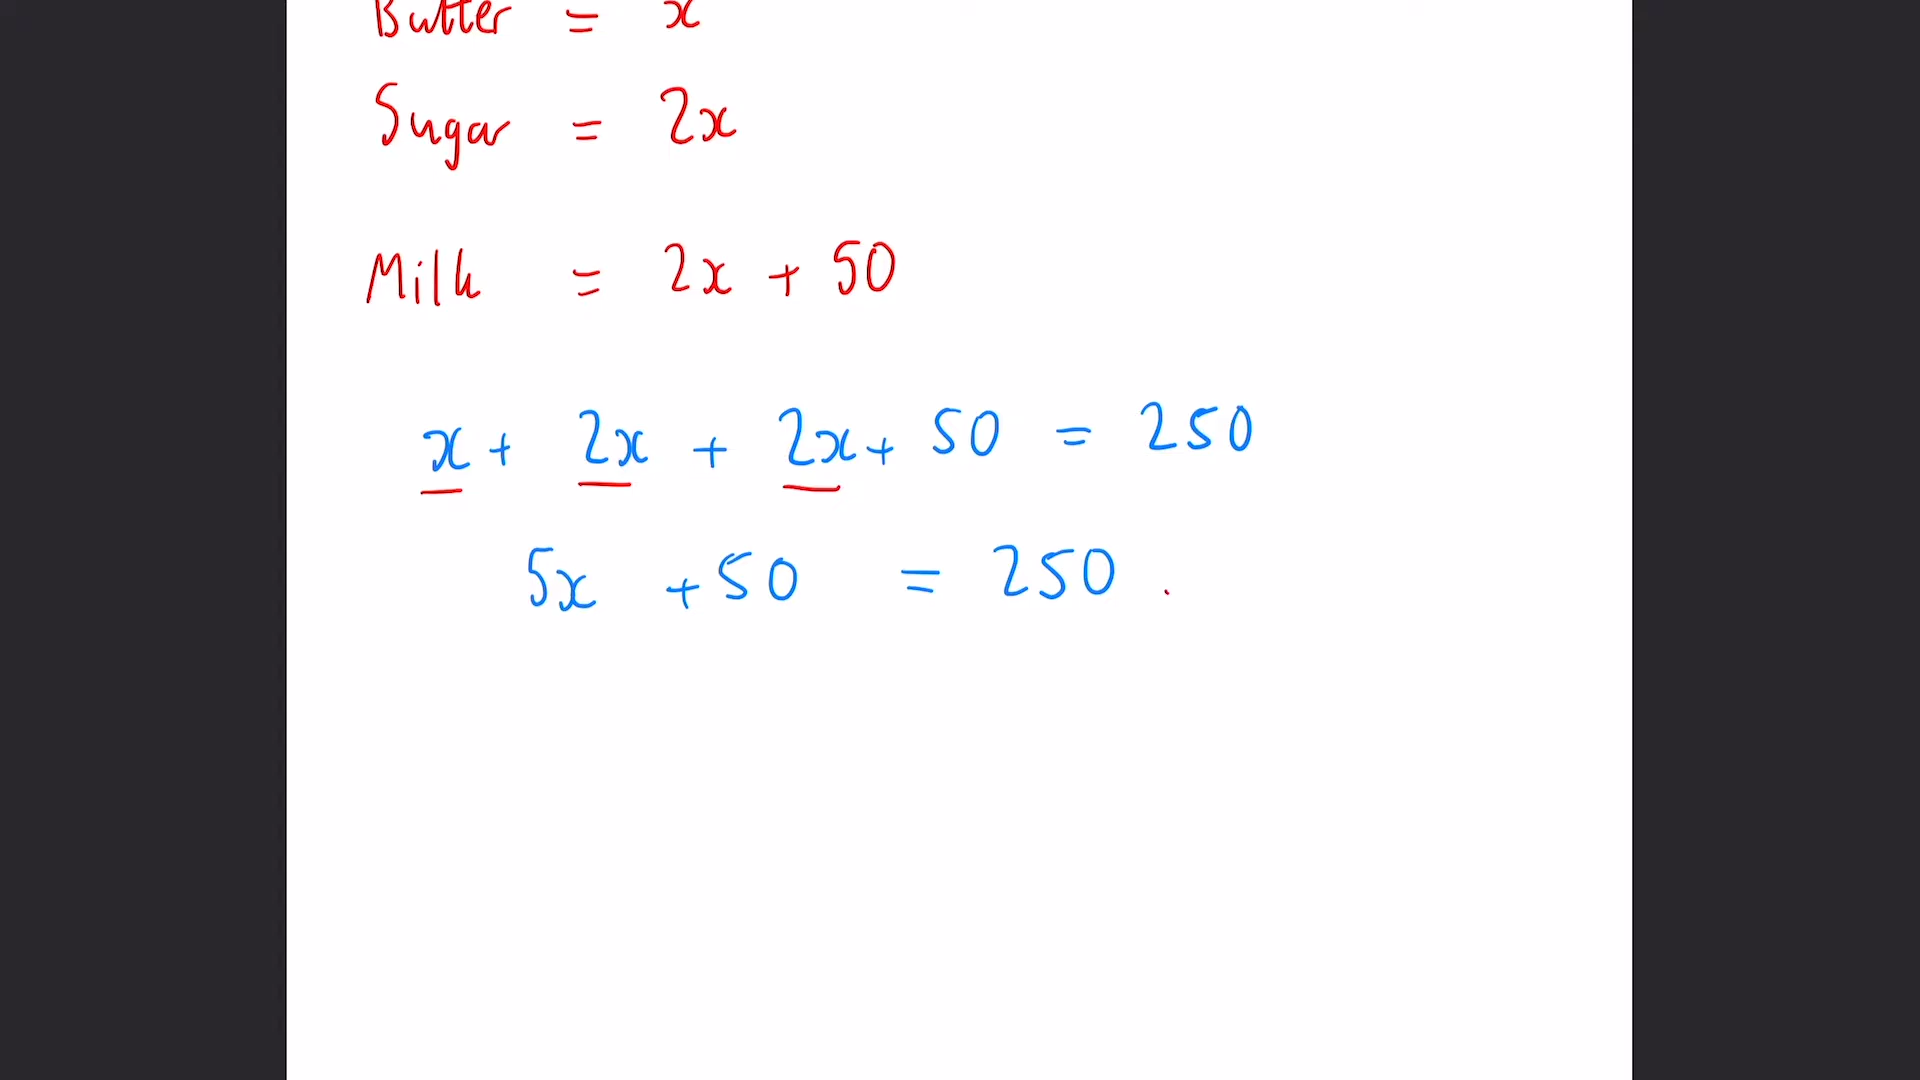 Butter = x
Sugar = 2x
Milk = 2x + 50
x + 2x + 2x + 50 = 250
5x + 50 = 250 .